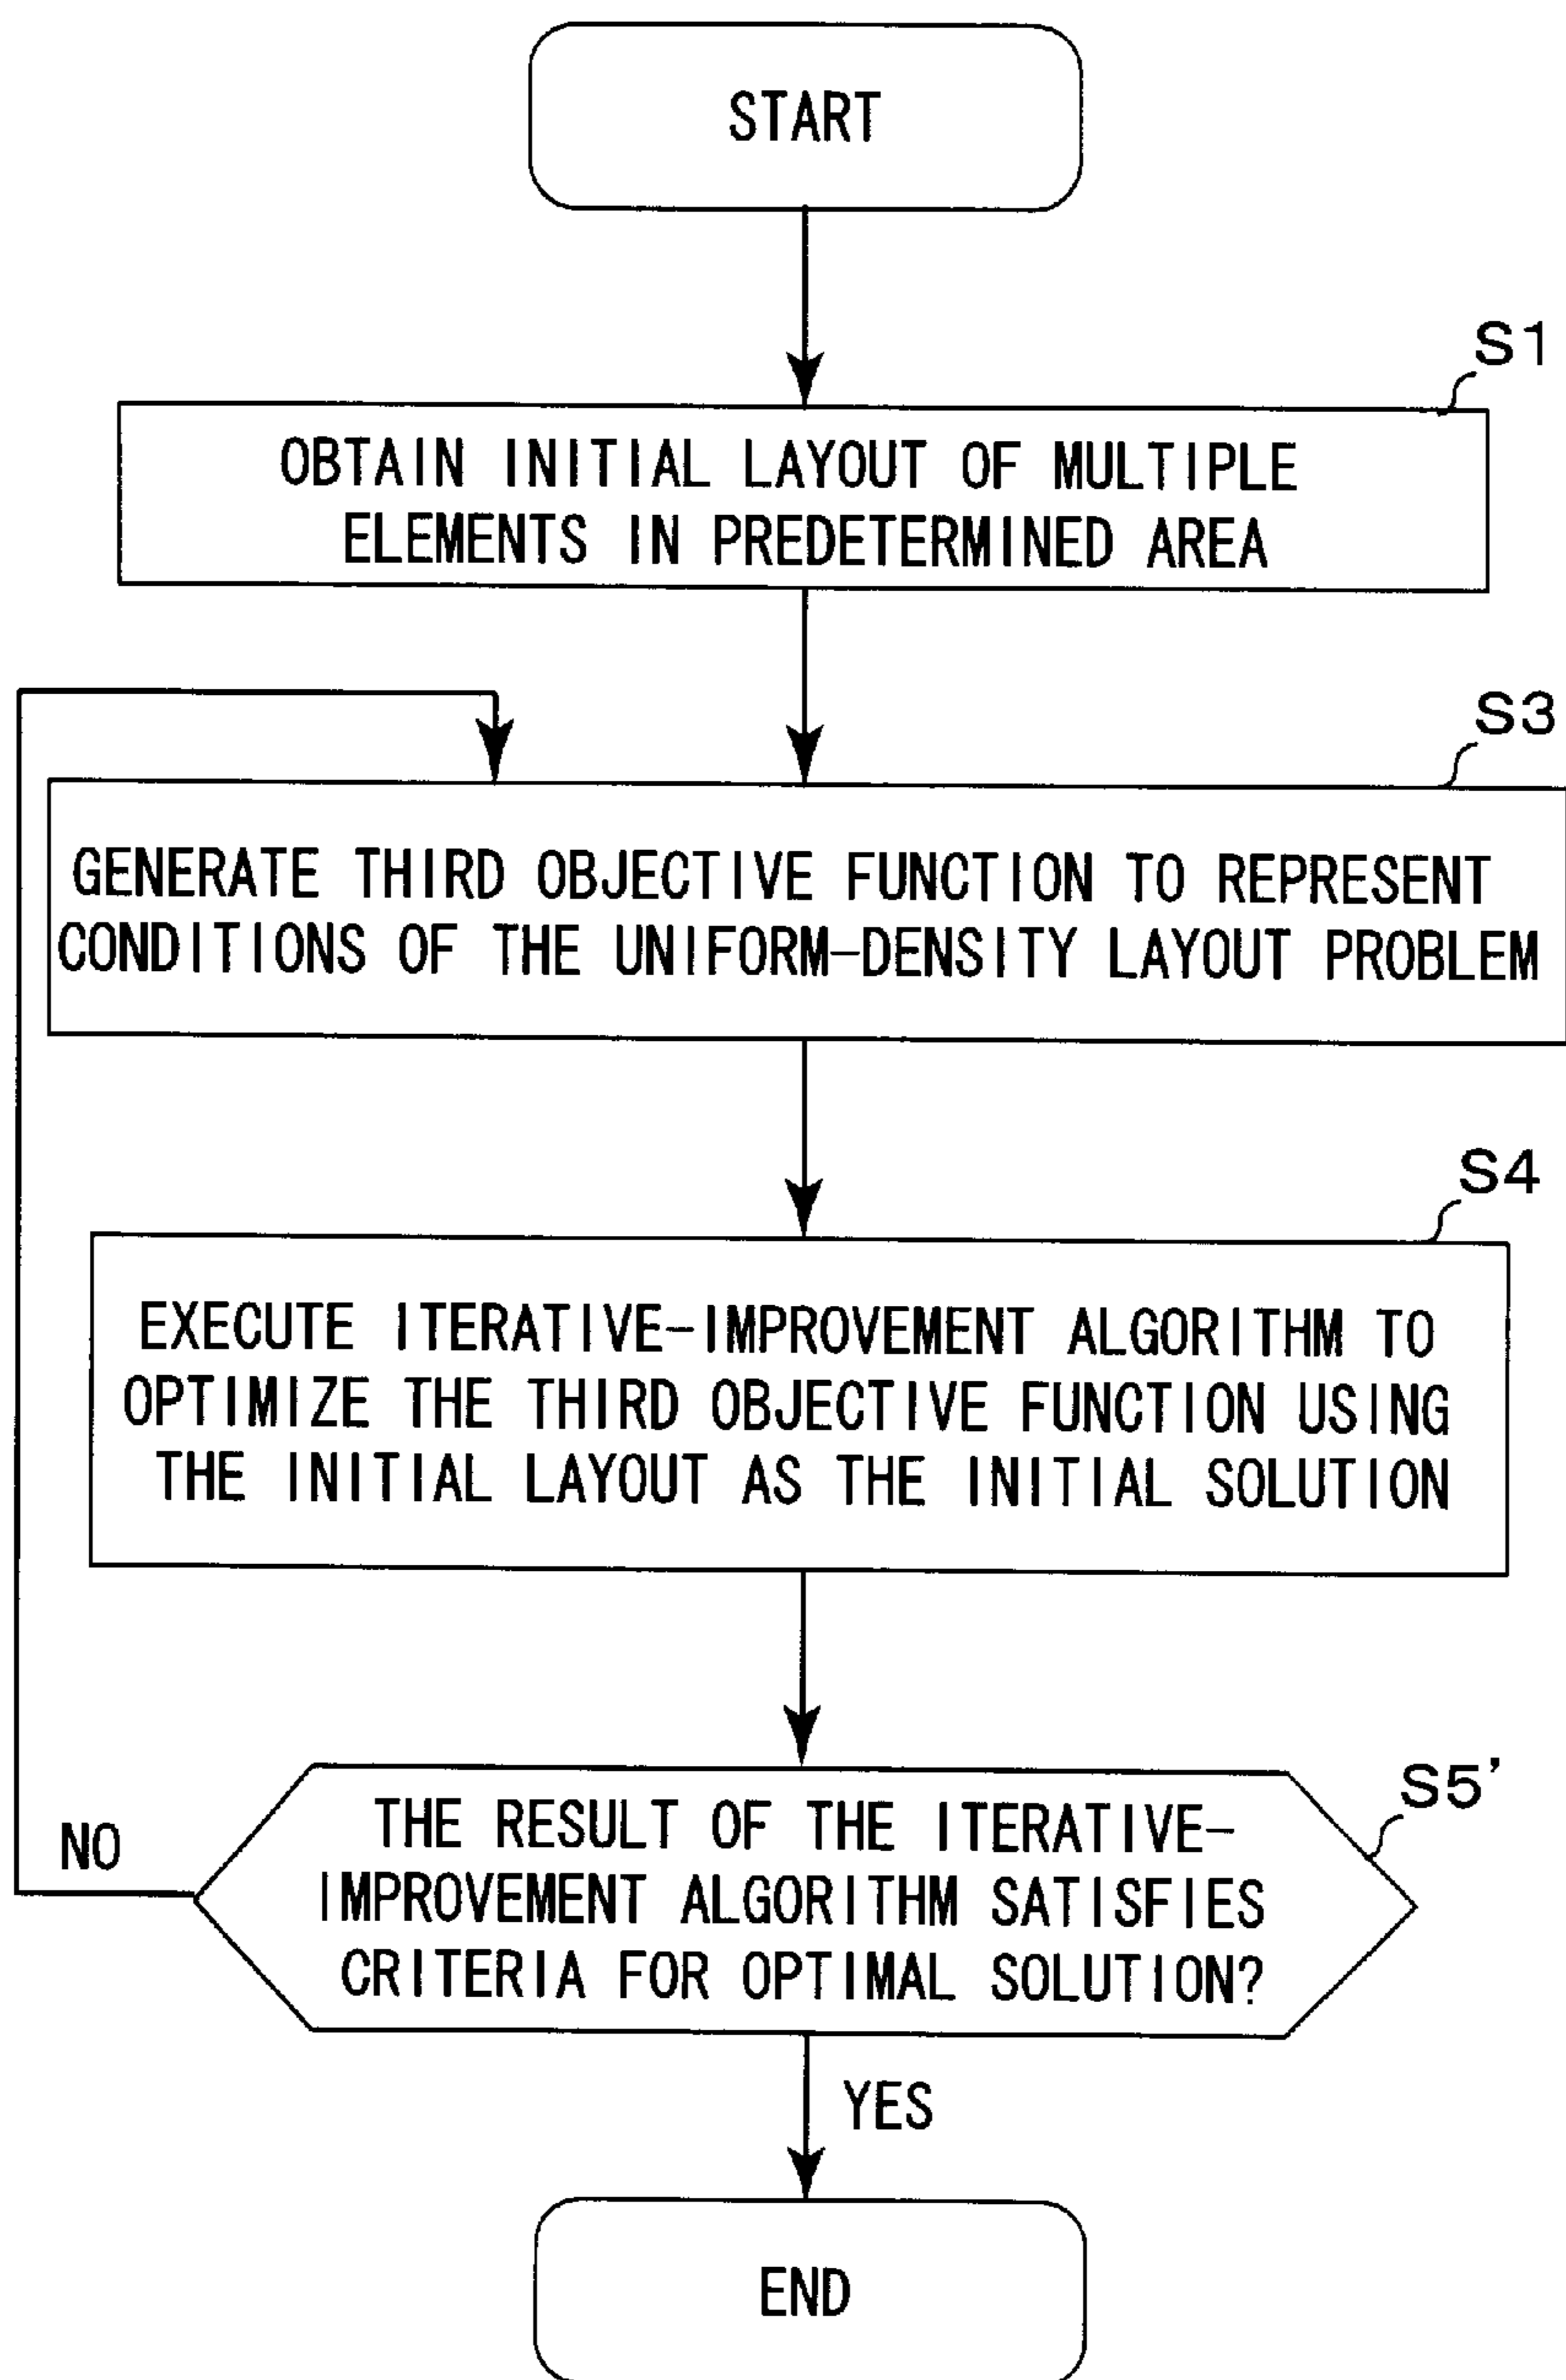 START
S1
OBTAIN INITIAL LAYOUT OF MULTIPLE
ELEMENTS IN PREDETERMINED AREA
S3
GENERATE THIRD OBJECTIVE FUNCTION TO REPRESENT
CONDITIONS OF THE UNIFORM-DENSITY LAYOUT PROBLEM
S4
EXECUTE ITERATIVE-IMPROVEMENT ALGORITHM TO
OPTIMIZE THE THIRD OBJECTIVE FUNCTION USING
THE INITIAL LAYOUT AS THE INITIAL SOLUTION
S5'
NO
THE RESULT OF THE ITERATIVE-
IMPROVEMENT ALGORITHM SATISFIES
CRITERIA FOR OPTIMAL SOLUTION?
YES
END